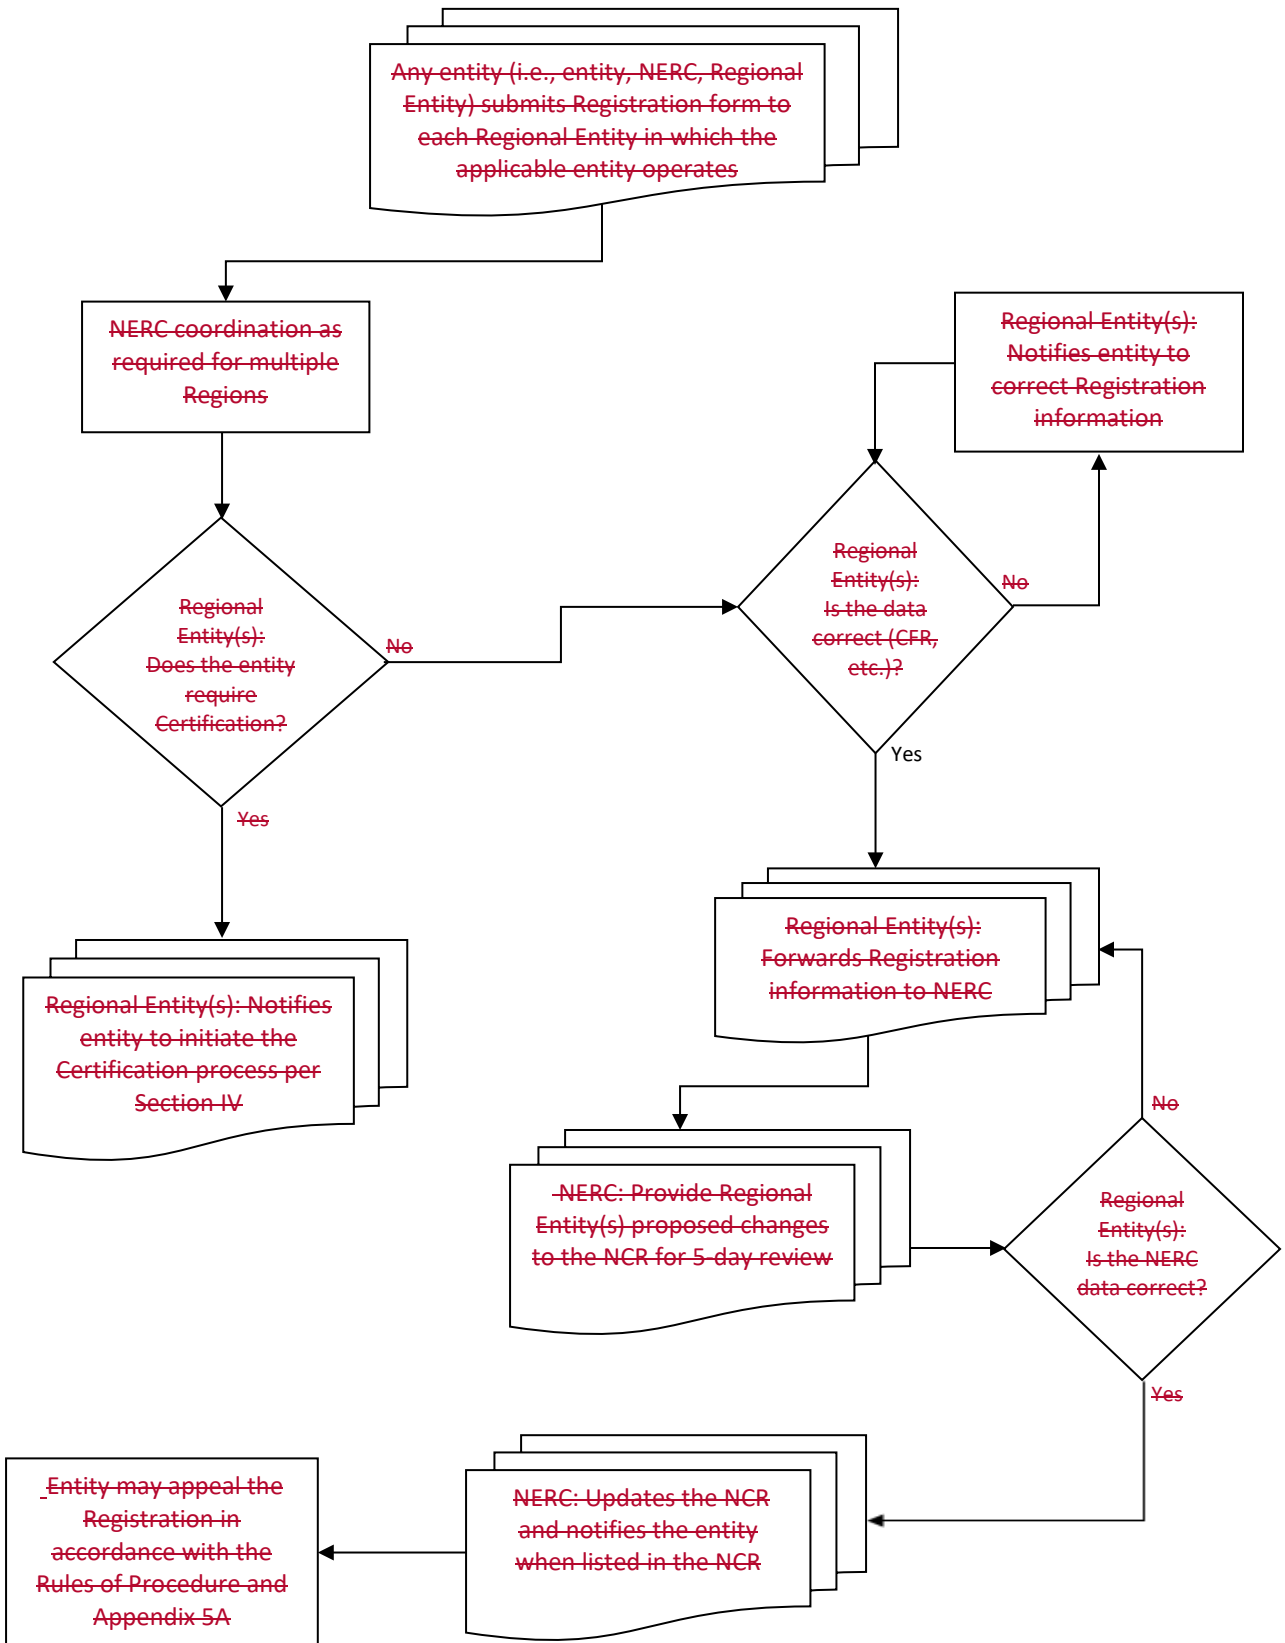 Any entity (i.e., entity, NERC, Regional
Entity) submits Registration form to
each Regional Entity in which the
applicable entity operates
NERC coordination as
required for multiple
Regions
Regional Entity(s):
Notifies entity to
correct Registration
information
Regional
Entity(s):
Does the entity
require
Certification?
No
Yes
Regional
Entity(s):
Is the data
correct (CFR,
etc.)?
No
Yes
Regional Entity(s): Notifies
entity to initiate the
Certification process per
Section IV
Regional Entity(s):
Forwards Registration
information to NERC
NERC: Provide Regional
Entity(s) proposed changes
to the NCR for 5-day review
No
Regional
Entity(s):
Is the NERC
data correct?
Yes
NERC: Updates the NCR
and notifies the entity
when listed in the NCR
Entity may appeal the
Registration in
accordance with the
Rules of Procedure and
Appendix 5A